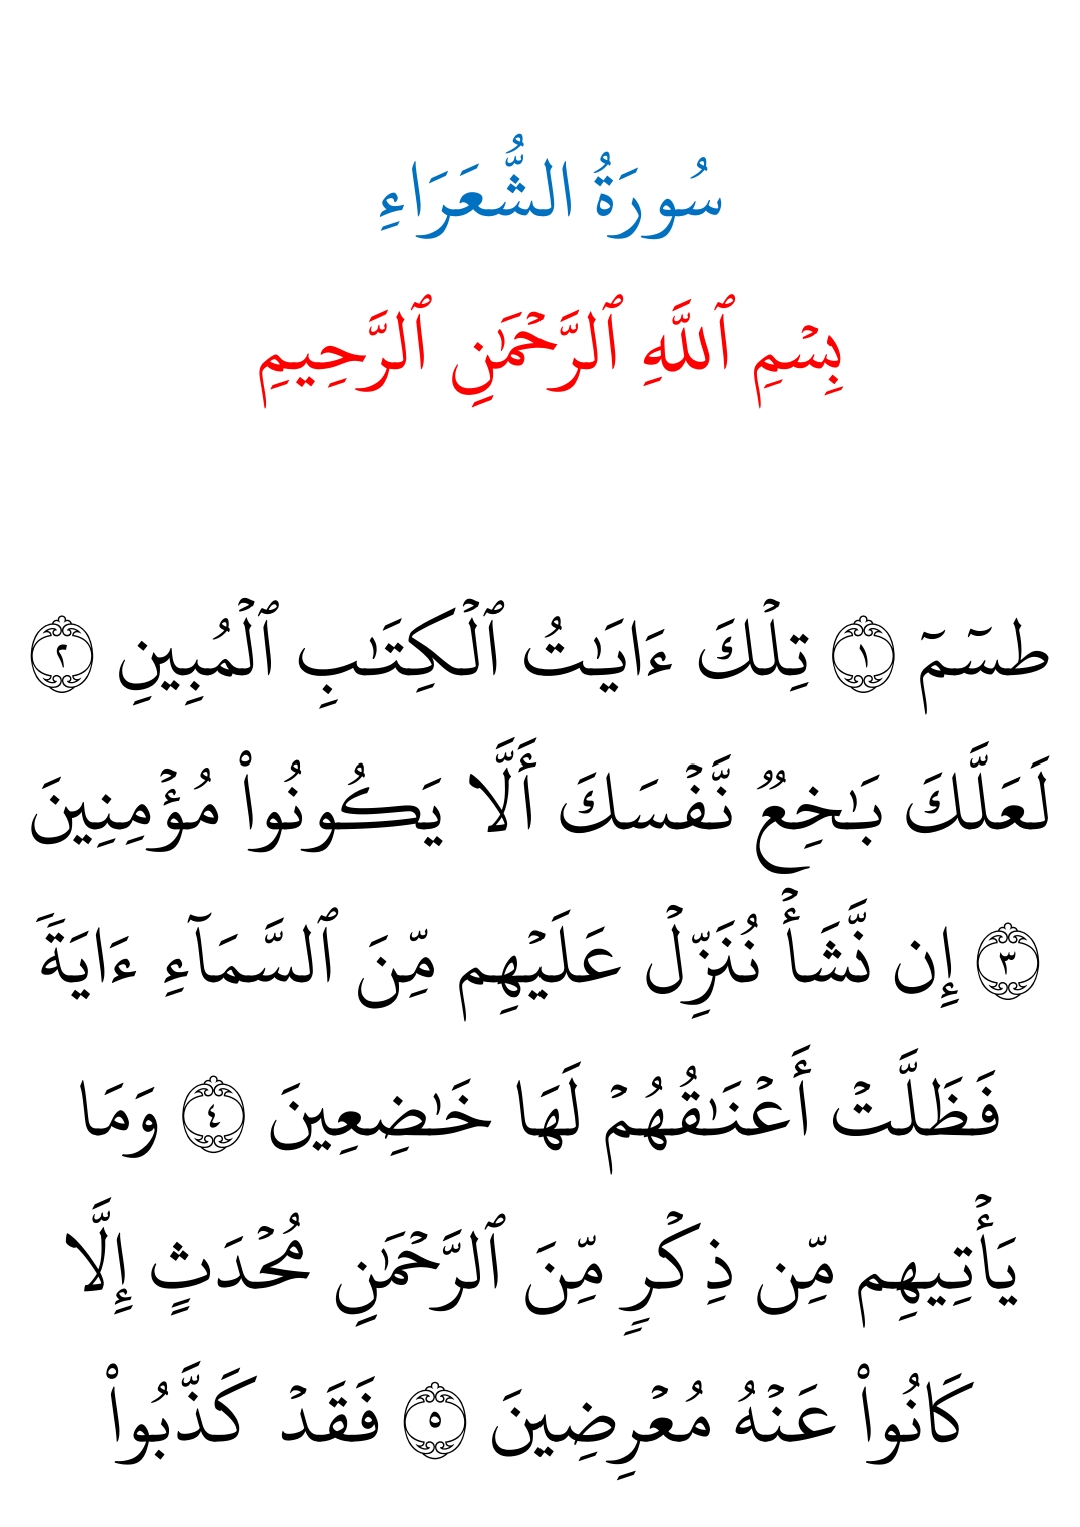 سُورَةُ الشُّعَرَاءِ
بِسۡمِ ٱللَّهِ ٱلرَّحۡمَٰنِ ٱلرَّحِيمِ
طسٓمٓ ١ تِلۡكَ ءَايَٰتُ ٱلۡكِتَٰبِ ٱلۡمُبِينِ ٢
لَعَلَّكَ بَٰخِعٞ نَّفۡسَكَ أَلَّا يَكُونُواْ مُؤۡمِنِينَ
٣ إِن نَّشَأۡ نُنَزِّلۡ عَلَيۡهِم مِّنَ ٱلسَّمَآءِ ءَايَةٗ
فَظَلَّتۡ أَعۡنَٰقُهُمۡ لَهَا خَٰضِعِينَ ٤ وَمَا
يَأۡتِيهِم مِّن ذِكۡرٖ مِّنَ ٱلرَّحۡمَٰنِ مُحۡدَثٍ إِلَّا
كَانُواْ عَنۡهُ مُعۡرِضِينَ ٥ فَقَدۡ كَذَّبُواْ